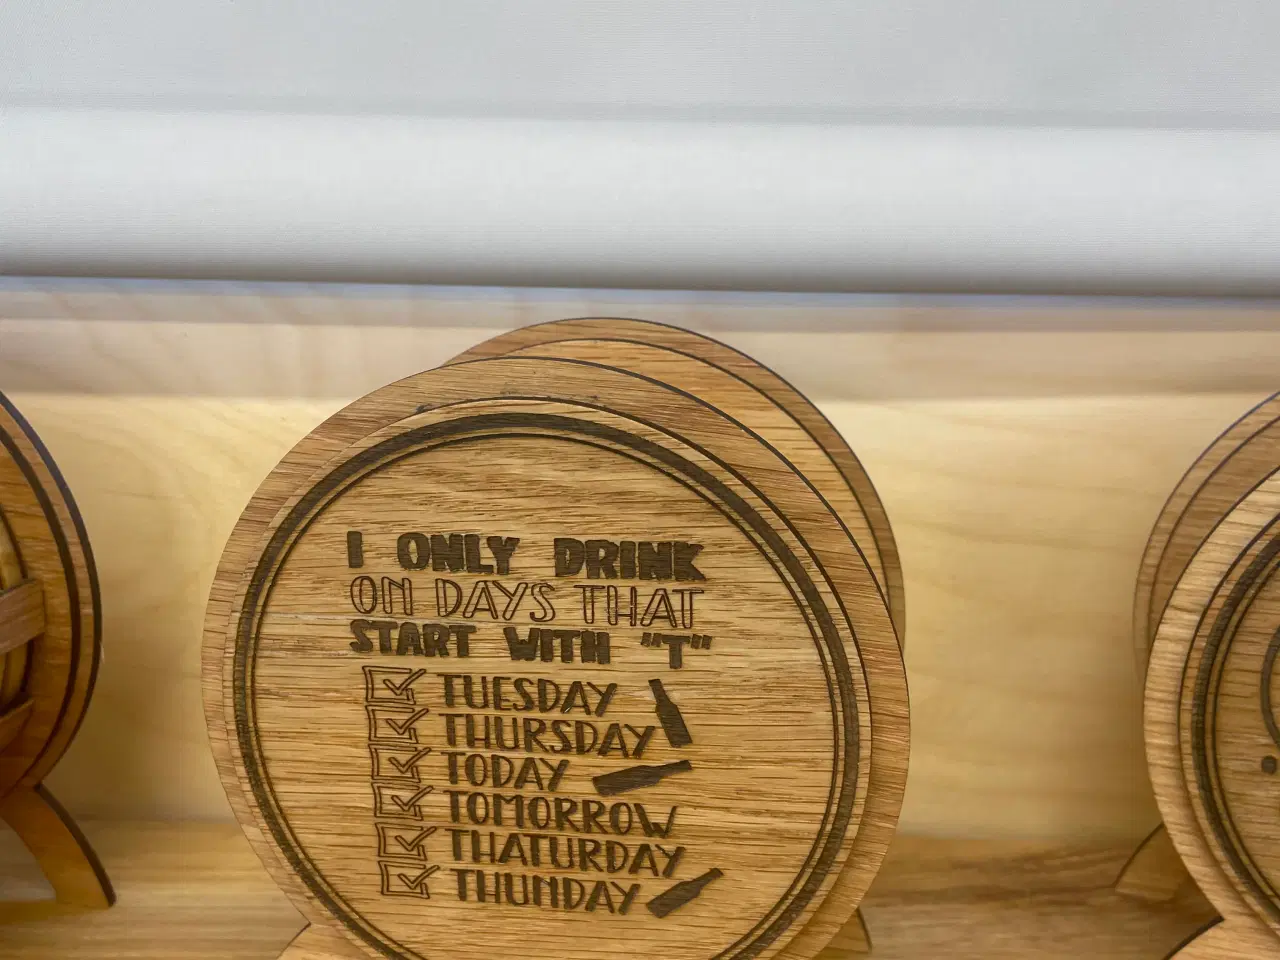 I ONLY DRINK
ON DAYS THAT
START WITH "T"
TUESDAY
THURSDAY
TODAY
TOMORROW
THATURDAY
THUNDAY